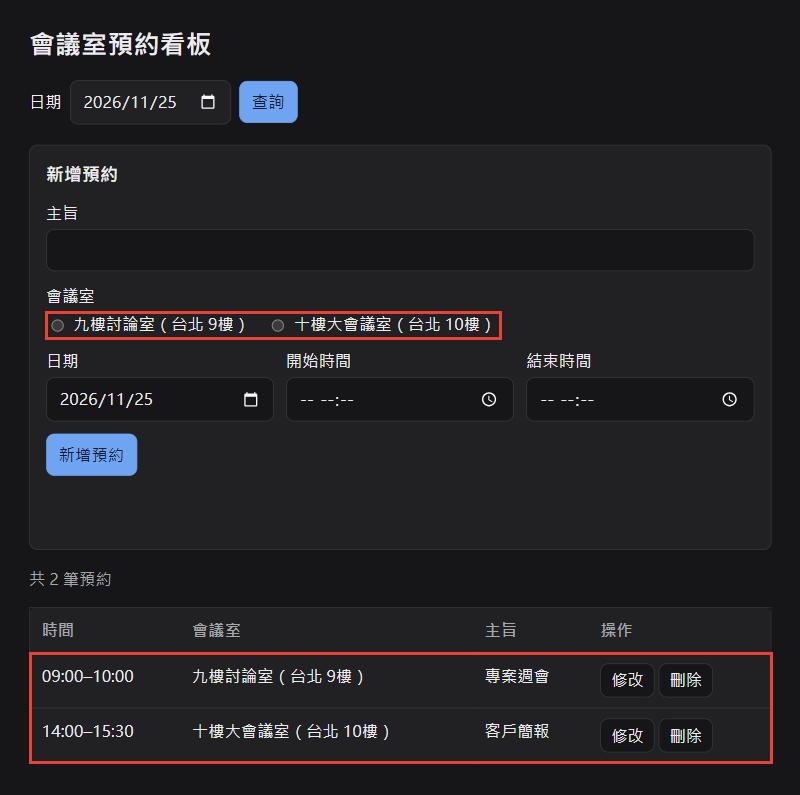 會議室預約看板
日期 2026/11/25 查詢
新增預約
主旨
會議室
九樓討論室（台北 9樓） 十樓大會議室（台北 10樓）
日期 開始時間 結束時間
2026/11/25 -- --:-- -- --:--
新增預約
共 2 筆預約
時間 會議室 主旨 操作
09:00–10:00 九樓討論室（台北 9樓） 專案週會 修改 刪除
14:00–15:30 十樓大會議室（台北 10樓） 客戶簡報 修改 刪除